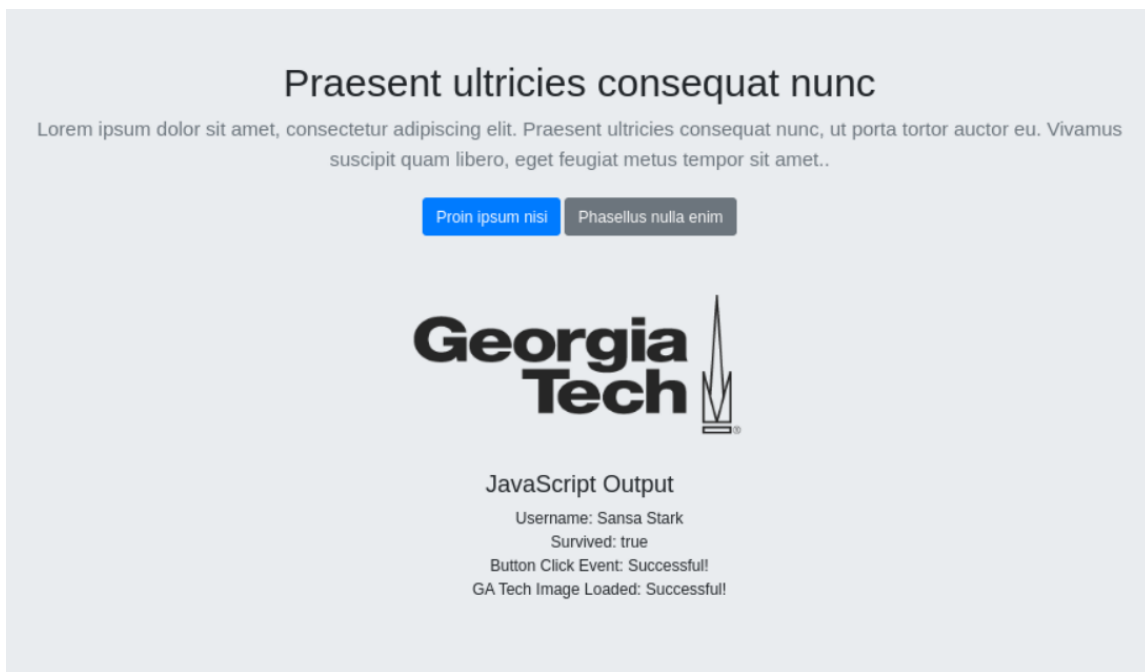 Praesent ultricies consequat nunc
Lorem ipsum dolor sit amet, consectetur adipiscing elit. Praesent ultricies consequat nunc, ut porta tortor auctor eu. Vivamus
suscipit quam libero, eget feugiat metus tempor sit amet..
Proin ipsum nisi Phasellus nulla enim
Georgia
Tech ®
JavaScript Output
Username: Sansa Stark
Survived: true
Button Click Event: Successful!
GA Tech Image Loaded: Successful!